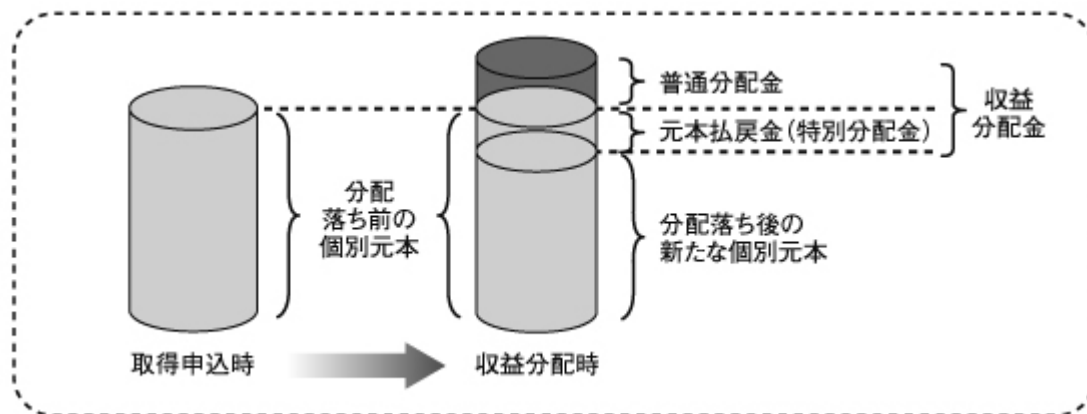 普通分配金
元本払戻金(特別分配金)
収益
分配金
分配
落ち前の
個別元本
分配落ち後の
新たな個別元本
取得申込時
収益分配時